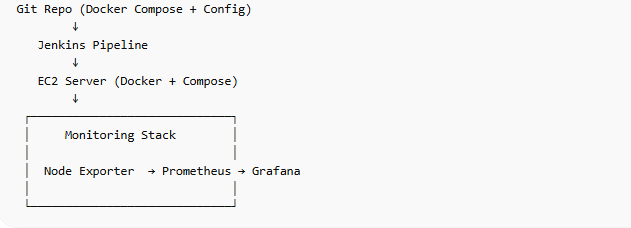 Git Repo (Docker Compose + Config)
↓
Jenkins Pipeline
↓
EC2 Server (Docker + Compose)
↓
Monitoring Stack
Node Exporter → Prometheus → Grafana